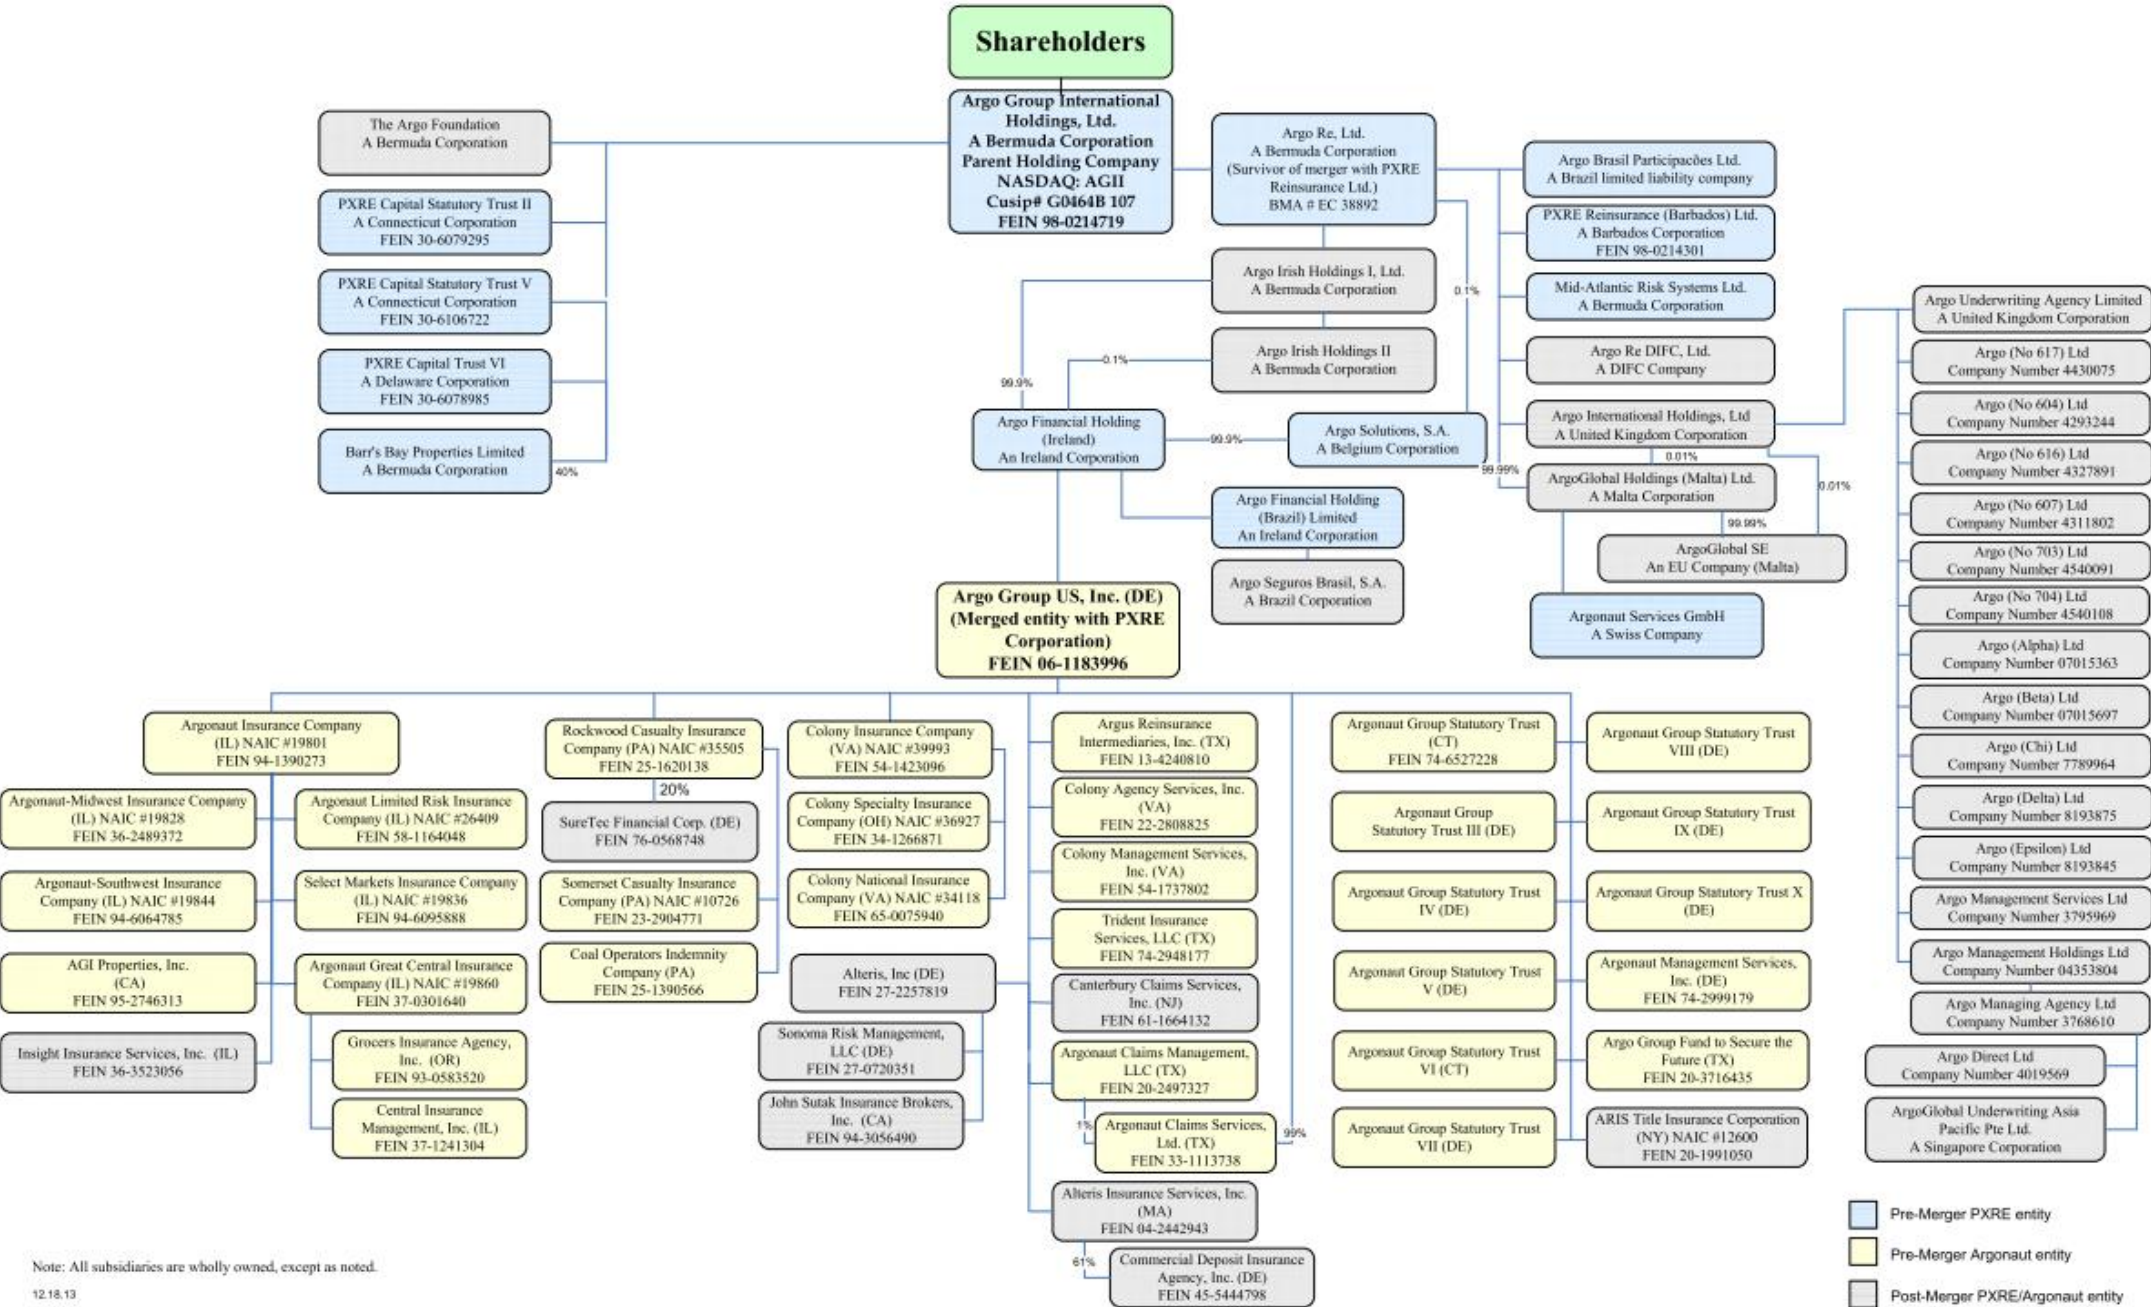 Shareholders
Argo Group International
Holdings, Ltd.
A Bermuda Corporation
Parent Holding Company
NASDAQ: AGII
Cusip# G0464B 107
FEIN 98-0214719
The Argo Foundation
A Bermuda Corporation
PXRE Capital Statutory Trust II
A Connecticut Corporation
FEIN 30-6079295
PXRE Capital Statutory Trust V
A Connecticut Corporation
FEIN 30-6106722
PXRE Capital Trust VI
A Delaware Corporation
FEIN 30-6078985
Barr's Bay Properties Limited
A Bermuda Corporation
40%
Argo Re, Ltd.
A Bermuda Corporation
(Survivor of merger with PXRE
Reinsurance Ltd.)
BMA # EC 38892
Argo Irish Holdings I, Ltd.
A Bermuda Corporation
0.1%
Argo Irish Holdings II
A Bermuda Corporation
0.1%
99.9%
Argo Financial Holding
(Ireland)
An Ireland Corporation
99.9%
Argo Solutions, S.A.
A Belgium Corporation
Argo Financial Holding
(Brazil) Limited
An Ireland Corporation
Argo Seguros Brasil, S.A.
A Brazil Corporation
Argo Brasil Participacões Ltd.
A Brazil limited liability company
PXRE Reinsurance (Barbados) Ltd.
A Barbados Corporation
FEIN 98-0214301
Mid-Atlantic Risk Systems Ltd.
A Bermuda Corporation
Argo Re DIFC, Ltd.
A DIFC Company
Argo International Holdings, Ltd
A United Kingdom Corporation
0.01%
99.99%
ArgoGlobal Holdings (Malta) Ltd.
A Malta Corporation
0.01%
99.99%
ArgoGlobal SE
An EU Company (Malta)
Argonaut Services GmbH
A Swiss Company
Argo Underwriting Agency Limited
A United Kingdom Corporation
Argo (No 617) Ltd
Company Number 4430075
Argo (No 604) Ltd
Company Number 4293244
Argo (No 616) Ltd
Company Number 4327891
Argo (No 607) Ltd
Company Number 4311802
Argo (No 703) Ltd
Company Number 4540091
Argo (No 704) Ltd
Company Number 4540108
Argo (Alpha) Ltd
Company Number 07015363
Argo (Beta) Ltd
Company Number 07015697
Argo (Chi) Ltd
Company Number 7789964
Argo (Delta) Ltd
Company Number 8193875
Argo (Epsilon) Ltd
Company Number 8193845
Argo Management Services Ltd
Company Number 3795969
Argo Management Holdings Ltd
Company Number 04353804
Argo Managing Agency Ltd
Company Number 3768610
Argo Direct Ltd
Company Number 4019569
ArgoGlobal Underwriting Asia
Pacific Pte Ltd.
A Singapore Corporation
Argo Group US, Inc. (DE)
(Merged entity with PXRE
Corporation)
FEIN 06-1183996
Argonaut Insurance Company
(IL) NAIC #19801
FEIN 94-1390273
Argonaut-Midwest Insurance Company
(IL) NAIC #19828
FEIN 36-2489372
Argonaut Limited Risk Insurance
Company (IL) NAIC #26409
FEIN 58-1164048
Argonaut-Southwest Insurance
Company (IL) NAIC #19844
FEIN 94-6064785
Select Markets Insurance Company
(IL) NAIC #19836
FEIN 94-6095888
AGI Properties, Inc.
(CA)
FEIN 95-2746313
Argonaut Great Central Insurance
Company (IL) NAIC #19860
FEIN 37-0301640
Insight Insurance Services, Inc. (IL)
FEIN 36-3523056
Grocers Insurance Agency,
Inc. (OR)
FEIN 93-0583520
Central Insurance
Management, Inc. (IL)
FEIN 37-1241304
Rockwood Casualty Insurance
Company (PA) NAIC #35505
FEIN 25-1620138
20%
SureTec Financial Corp. (DE)
FEIN 76-0568748
Somerset Casualty Insurance
Company (PA) NAIC #10726
FEIN 23-2904771
Coal Operators Indemnity
Company (PA)
FEIN 25-1390566
Colony Insurance Company
(VA) NAIC #39993
FEIN 54-1423096
Colony Specialty Insurance
Company (OH) NAIC #36927
FEIN 34-1266871
Colony National Insurance
Company (VA) NAIC #34118
FEIN 65-0075940
Alteris, Inc (DE)
FEIN 27-2257819
Sonoma Risk Management,
LLC (DE)
FEIN 27-0720351
John Sutak Insurance Brokers,
Inc. (CA)
FEIN 94-3056490
Argus Reinsurance
Intermediaries, Inc. (TX)
FEIN 13-4240810
Colony Agency Services, Inc.
(VA)
FEIN 22-2808825
Colony Management Services,
Inc. (VA)
FEIN 54-1737802
Trident Insurance
Services, LLC (TX)
FEIN 74-2948177
Canterbury Claims Services,
Inc. (NJ)
FEIN 61-1664132
Argonaut Claims Management,
LLC (TX)
FEIN 20-2497327
1%
Argonaut Claims Services,
Ltd. (TX)
FEIN 33-1113738
99%
Alteris Insurance Services, Inc.
(MA)
FEIN 04-2442943
61%
Commercial Deposit Insurance
Agency, Inc. (DE)
FEIN 45-5444798
Argonaut Group Statutory Trust
(CT)
FEIN 74-6527228
Argonaut Group
Statutory Trust III (DE)
Argonaut Group Statutory Trust
IV (DE)
Argonaut Group Statutory Trust
V (DE)
Argonaut Group Statutory Trust
VI (CT)
Argonaut Group Statutory Trust
VII (DE)
Argonaut Group Statutory Trust
VIII (DE)
Argonaut Group Statutory Trust
IX (DE)
Argonaut Group Statutory Trust X
(DE)
Argonaut Management Services,
Inc. (DE)
FEIN 74-2999179
Argo Group Fund to Secure the
Future (TX)
FEIN 20-3716435
ARIS Title Insurance Corporation
(NY) NAIC #12600
FEIN 20-1991050
Pre-Merger PXRE entity
Pre-Merger Argonaut entity
Post-Merger PXRE/Argonaut entity
Note: All subsidiaries are wholly owned, except as noted.
12.18.13